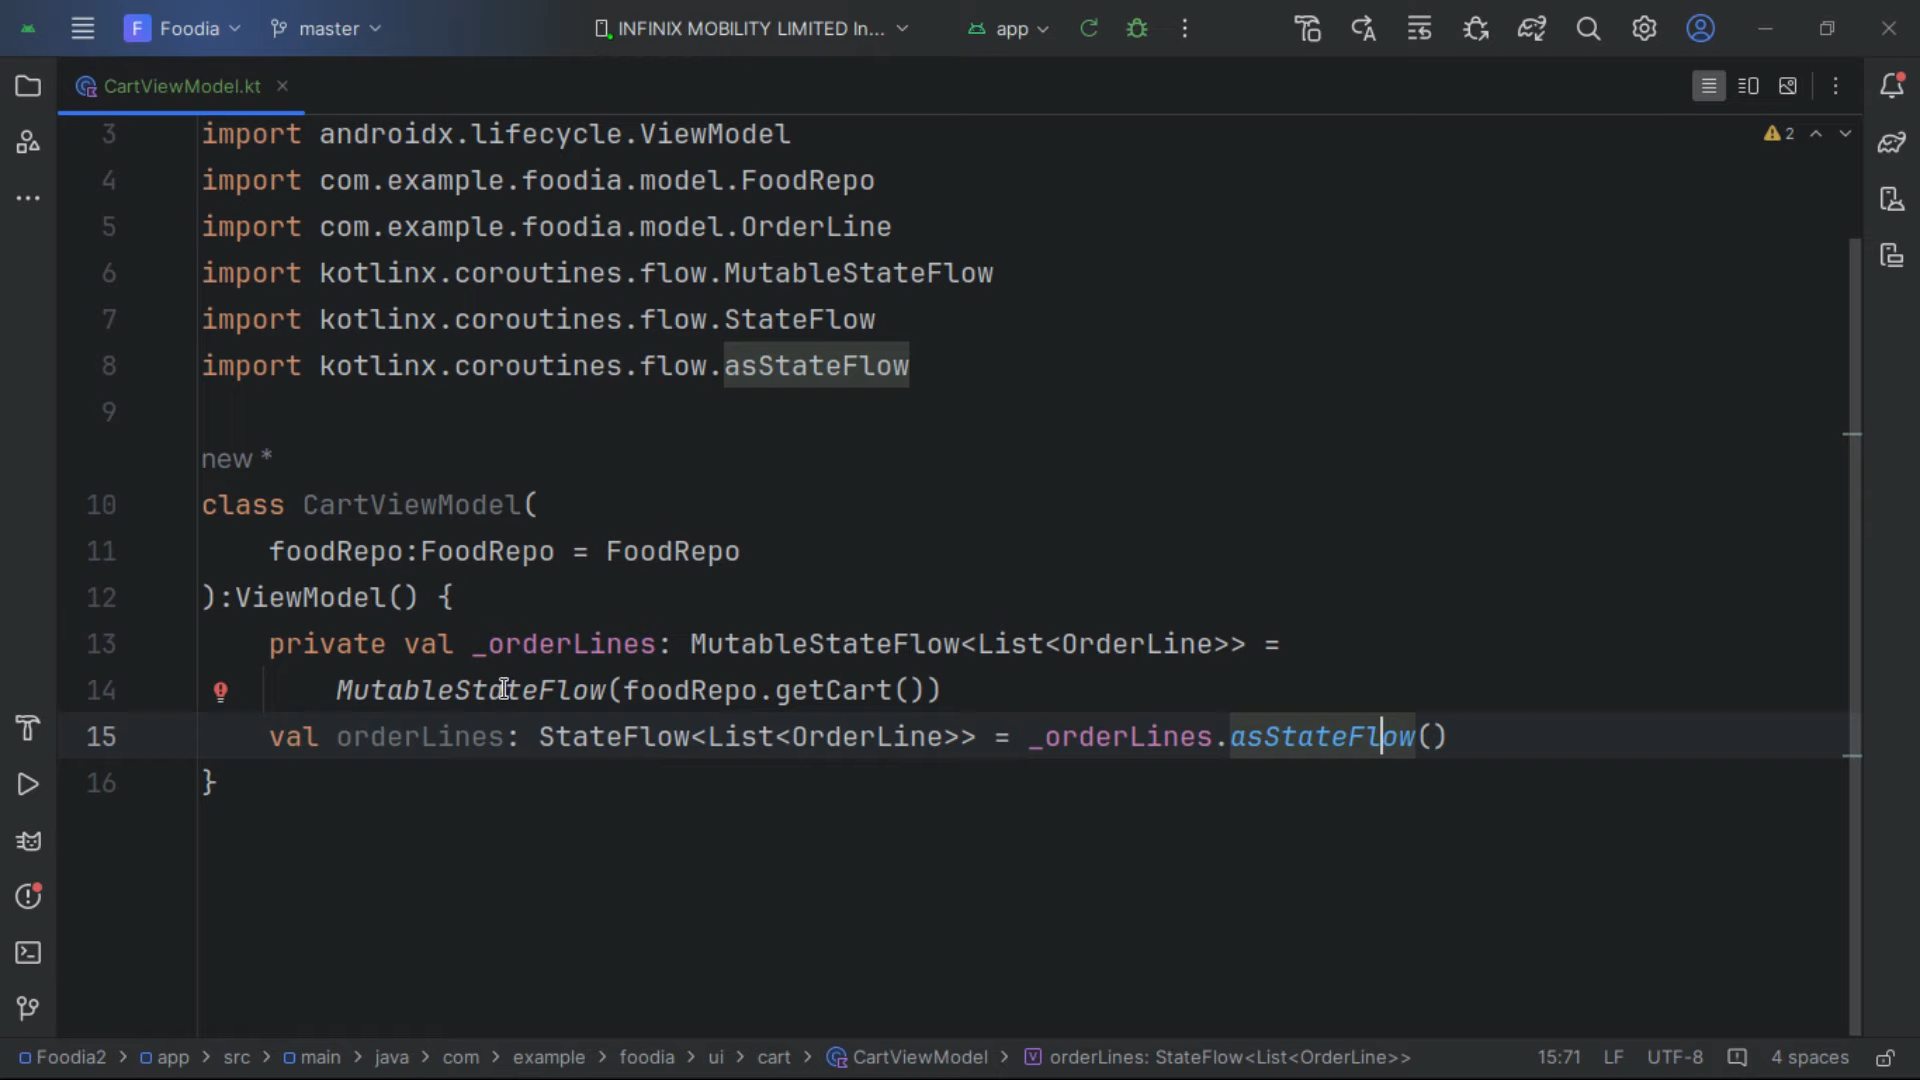 F Foodia master INFINIX MOBILITY LIMITED In... app
CartViewModel.kt
3 import androidx.lifecycle.ViewModel
2
4 import com.example.foodia.model.FoodRepo
5 import com.example.foodia.model.OrderLine
6 import kotlinx.coroutines.flow.MutableStateFlow
7 import kotlinx.coroutines.flow.StateFlow
8 import kotlinx.coroutines.flow.asStateFlow
9
new *
10 class CartViewModel(
11 foodRepo:FoodRepo = FoodRepo
12 ):ViewModel() {
13 private val _orderLines: MutableStateFlow<List<OrderLine>> =
14 MutableStateFlow(foodRepo.getCart())
15 val orderLines: StateFlow<List<OrderLine>> = _orderLines.asStateFlow()
16 }
Foodia2 > app > src > main > java > com > example > foodia > ui > cart > CartViewModel > orderLines: StateFlow<List<OrderLine>> 15:71 LF UTF-8 4 spaces